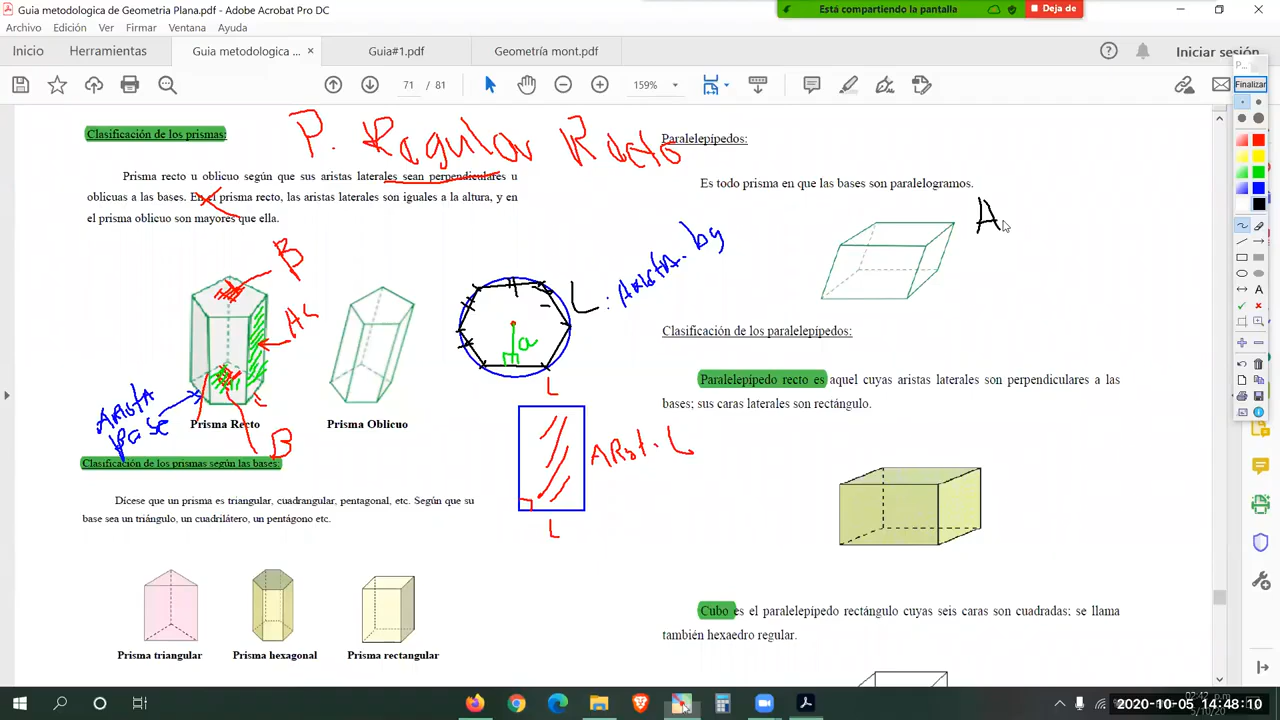 Guia metodologica de Geometria Plana.pdf - Adobe Acrobat Pro DC
Está compartiendo la pantalla
Deja de
Archivo Edición Ver Firmar Ventana Ayuda
Inicio Herramientas Guia metodologica ... × Guia#1.pdf Geometría mont.pdf Iniciar sesión
71 / 81 159%
Finalizar
Clasificación de los prismas:
P. Regular Recto
Prisma recto u oblicuo según que sus aristas laterales sean perpendiculares u
oblicuas a las bases. En el prisma recto, las aristas laterales son iguales a la altura, y en
el prisma oblicuo son mayores que ella.
B
AL
L
Arista
base
B
Prisma Recto Prisma Oblicuo
L : Arista. ba
a
L
ARist. L
L
Clasificación de los prismas según las bases:
Dícese que un prisma es triangular, cuadrangular, pentagonal, etc. Según que su
base sea un triángulo, un cuadrilátero, un pentágono etc.
Prisma triangular Prisma hexagonal Prisma rectangular
Paralelepípedos:
Es todo prisma en que las bases son paralelogramos.
A
Clasificación de los paralelepípedos:
Paralelepípedo recto es aquel cuyas aristas laterales son perpendiculares a las
bases; sus caras laterales son rectángulo.
Cubo es el paralelepípedo rectángulo cuyas seis caras son cuadradas; se llama
también hexaedro regular.
2020-10-05 14:48:10